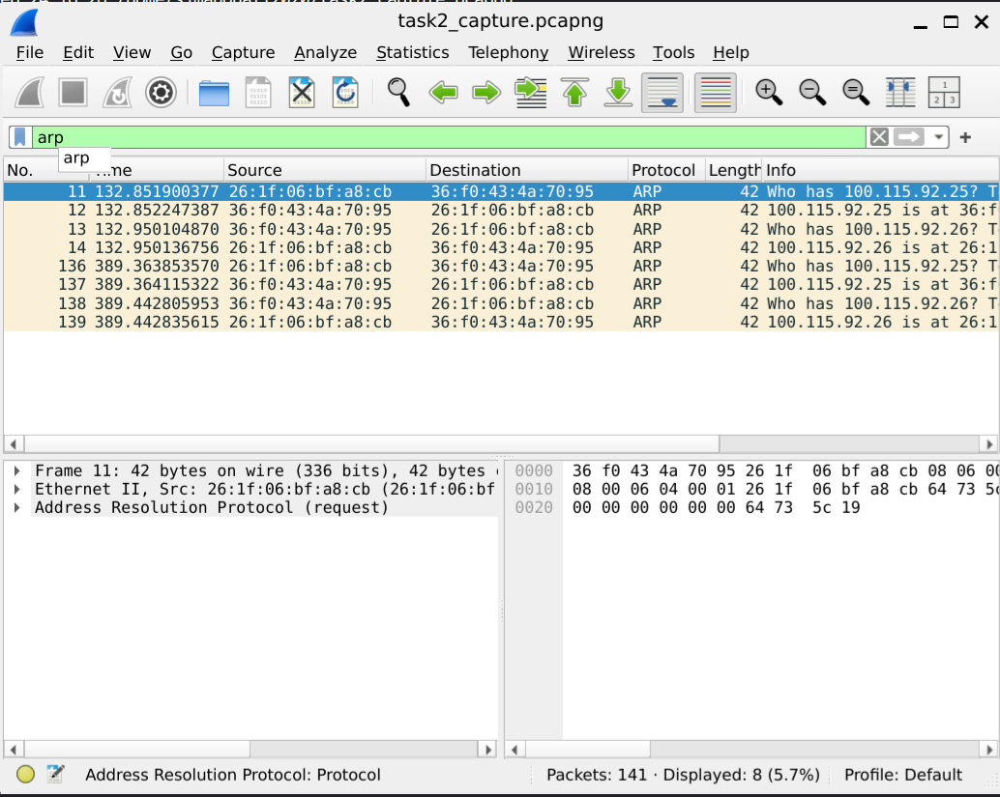 task2_capture.pcapng
File Edit View Go Capture Analyze Statistics Telephony Wireless Tools Help
1
2 3
arp
arp
No. Source Destination Protocol Length Info
11 132.851900377 26:1f:06:bf:a8:cb 36:f0:43:4a:70:95 ARP 42 Who has 100.115.92.25? T
12 132.852247387 36:f0:43:4a:70:95 26:1f:06:bf:a8:cb ARP 42 100.115.92.25 is at 36:f
13 132.950104870 36:f0:43:4a:70:95 26:1f:06:bf:a8:cb ARP 42 Who has 100.115.92.26? T
14 132.950136756 26:1f:06:bf:a8:cb 36:f0:43:4a:70:95 ARP 42 100.115.92.26 is at 26:1
136 389.363853570 26:1f:06:bf:a8:cb 36:f0:43:4a:70:95 ARP 42 Who has 100.115.92.25? T
137 389.364115322 36:f0:43:4a:70:95 26:1f:06:bf:a8:cb ARP 42 100.115.92.25 is at 36:f
138 389.442805953 36:f0:43:4a:70:95 26:1f:06:bf:a8:cb ARP 42 Who has 100.115.92.26? T
139 389.442835615 26:1f:06:bf:a8:cb 36:f0:43:4a:70:95 ARP 42 100.115.92.26 is at 26:1
Frame 11: 42 bytes on wire (336 bits), 42 bytes
Ethernet II, Src: 26:1f:06:bf:a8:cb (26:1f:06:bf
Address Resolution Protocol (request)
0000 36 f0 43 4a 70 95 26 1f 06 bf a8 cb 08 06 00
0010 08 00 06 04 00 01 26 1f 06 bf a8 cb 64 73 5c
0020 00 00 00 00 00 00 64 73 5c 19
Address Resolution Protocol: Protocol Packets: 141 · Displayed: 8 (5.7%) Profile: Default